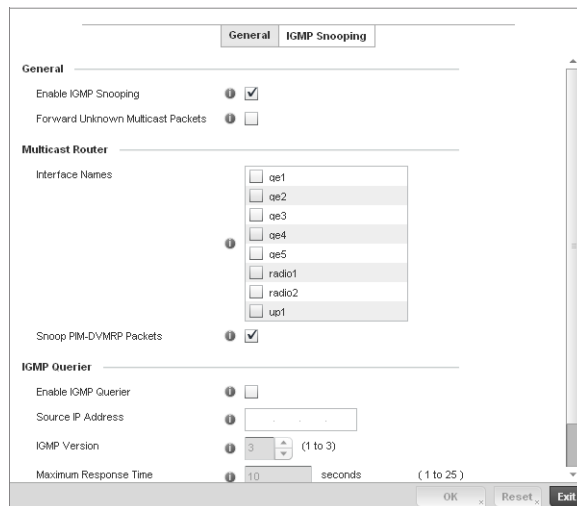 General IGMP Snooping
General
Enable IGMP Snooping
Forward Unknown Multicast Packets
Multicast Router
Interface Names
ge1
ge2
ge3
ge4
ge5
radio1
radio2
up1
Snoop PIM-DVMRP Packets
IGMP Querier
Enable IGMP Querier
Source IP Address
IGMP Version 3 (1 to 3)
Maximum Response Time 10 seconds (1 to 25)
OK Reset Exit